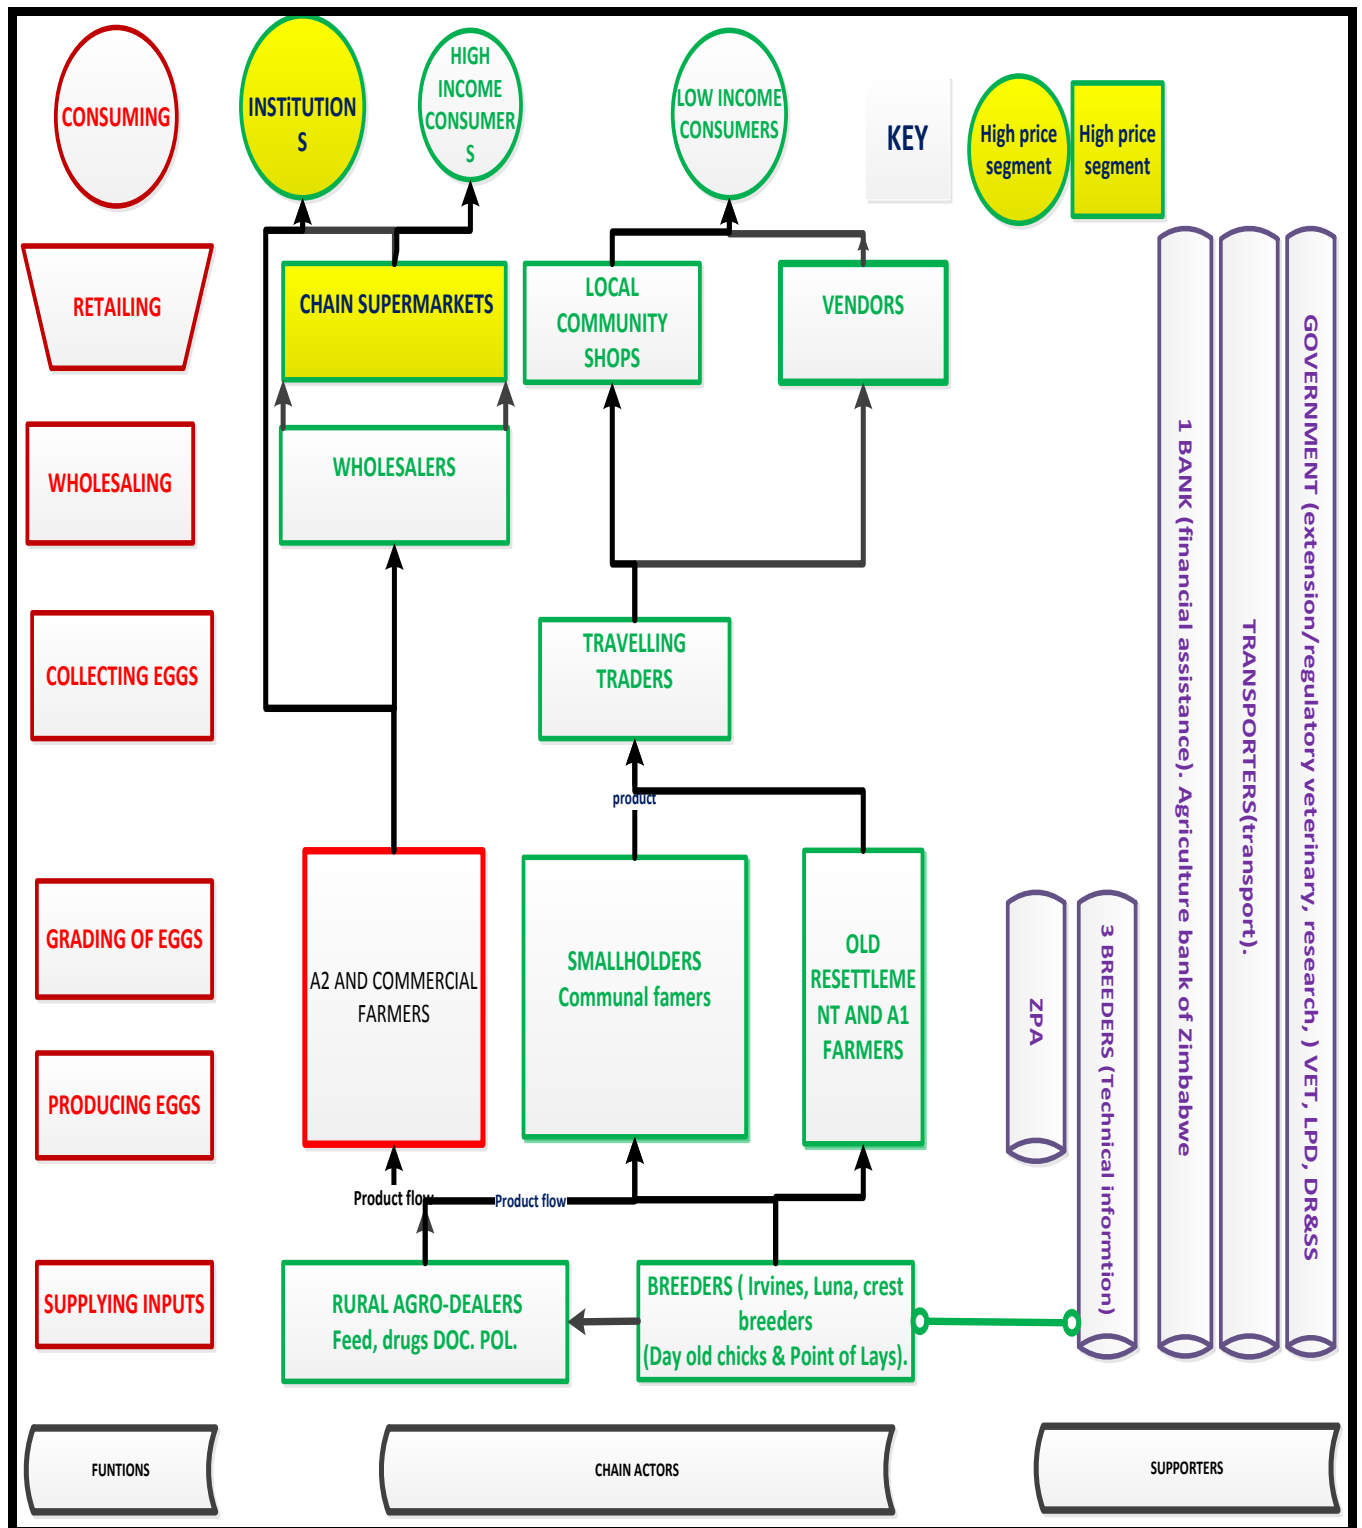 CONSUMING
INSTiTUTION
S
HIGH
INCOME
CONSUMER
S
LOW INCOME
CONSUMERS
KEY
High price
segment
High price
segment
RETAILING
CHAIN SUPERMARKETS
LOCAL
COMMUNITY
SHOPS
VENDORS
WHOLESALING
WHOLESALERS
COLLECTING EGGS
TRAVELLING
TRADERS
product
GRADING OF EGGS
PRODUCING EGGS
A2 AND COMMERCIAL
FARMERS
SMALLHOLDERS
Communal famers
OLD
RESETTLEME
NT AND A1
FARMERS
Product flow
Product flow
SUPPLYING INPUTS
RURAL AGRO-DEALERS
Feed, drugs DOC. POL.
BREEDERS ( Irvines, Luna, crest
breeders
(Day old chicks & Point of Lays).
ZPA
3 BREEDERS (Technical informtion)
1 BANK (financial assistance). Agriculture bank of Zimbabwe
TRANSPORTERS(transport).
GOVERNMENT (extension/regulatory veterinary, research, ) VET, LPD, DR&SS
FUNTIONS
CHAIN ACTORS
SUPPORTERS